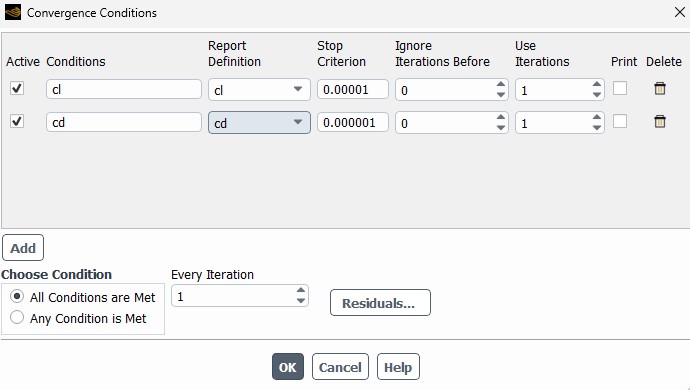 Convergence Conditions
Active Conditions Report Definition Stop Criterion Ignore Iterations Before Use Iterations Print Delete
cl cl 0.00001 0 1
cd cd 0.000001 0 1
Add
Choose Condition Every Iteration
All Conditions are Met 1
Any Condition is Met Residuals...
OK Cancel Help